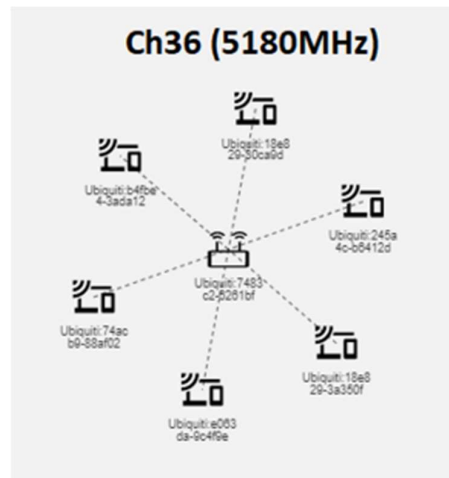 Ch36 (5180MHz)
Ubiquiti:18e8
29-50ca9d
Ubiquiti:b4fbe
4-3ada12
Ubiquiti:245a
4c-b6412d
Ubiquiti:7483
c2-6261bf
Ubiquiti:74ac
b9-88af02
Ubiquiti:18e8
29-3a350f
Ubiquiti:e063
da-9c4f9e